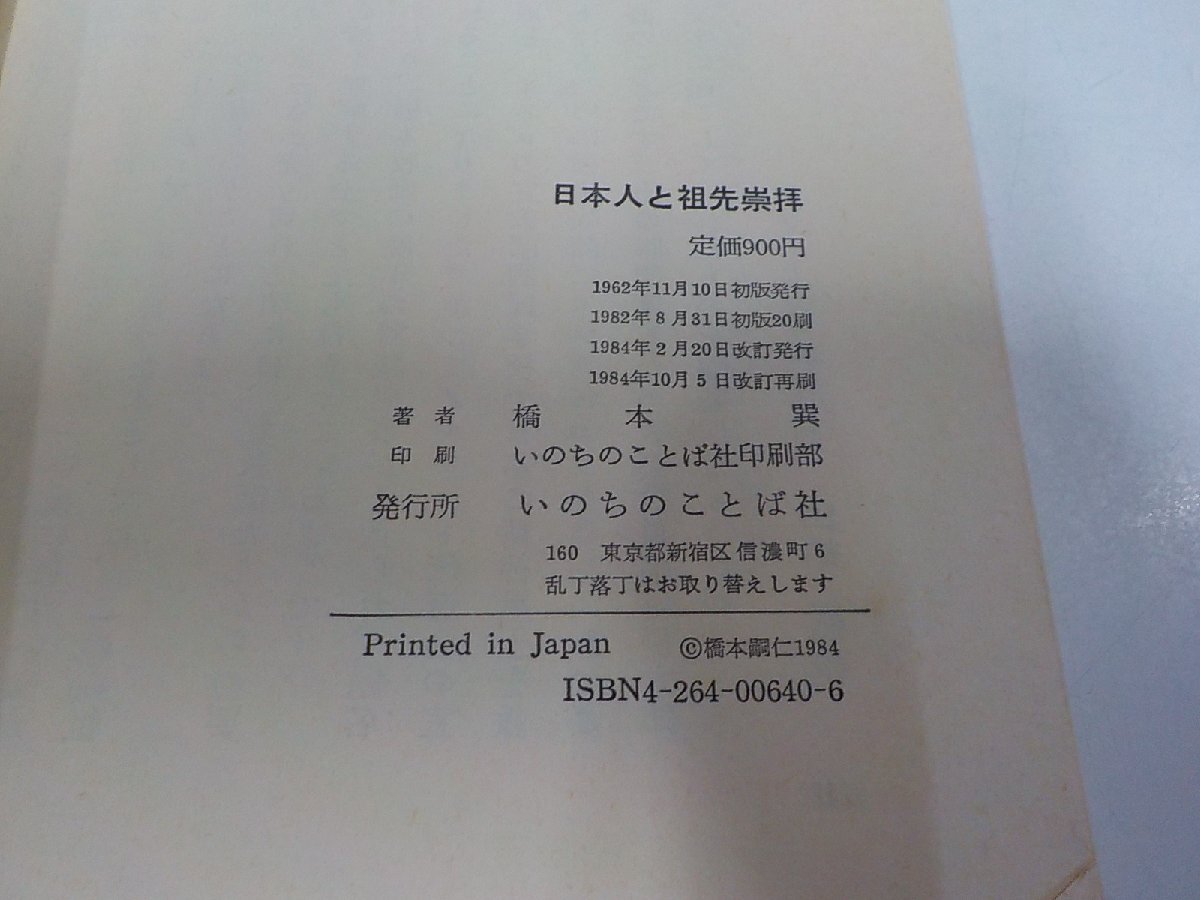 日本人と祖先崇拝
定価900円
1962年11月10日初版発行
1982年8月31日初版20刷
1984年2月20日改訂発行
1984年10月5日改訂再刷
著者 橋本巽
印刷 いのちのことば社印刷部
発行所 いのちのことば社
160 東京都新宿区信濃町6
乱丁落丁はお取り替えします
Printed in Japan ©橋本嗣仁1984
ISBN4-264-00640-6